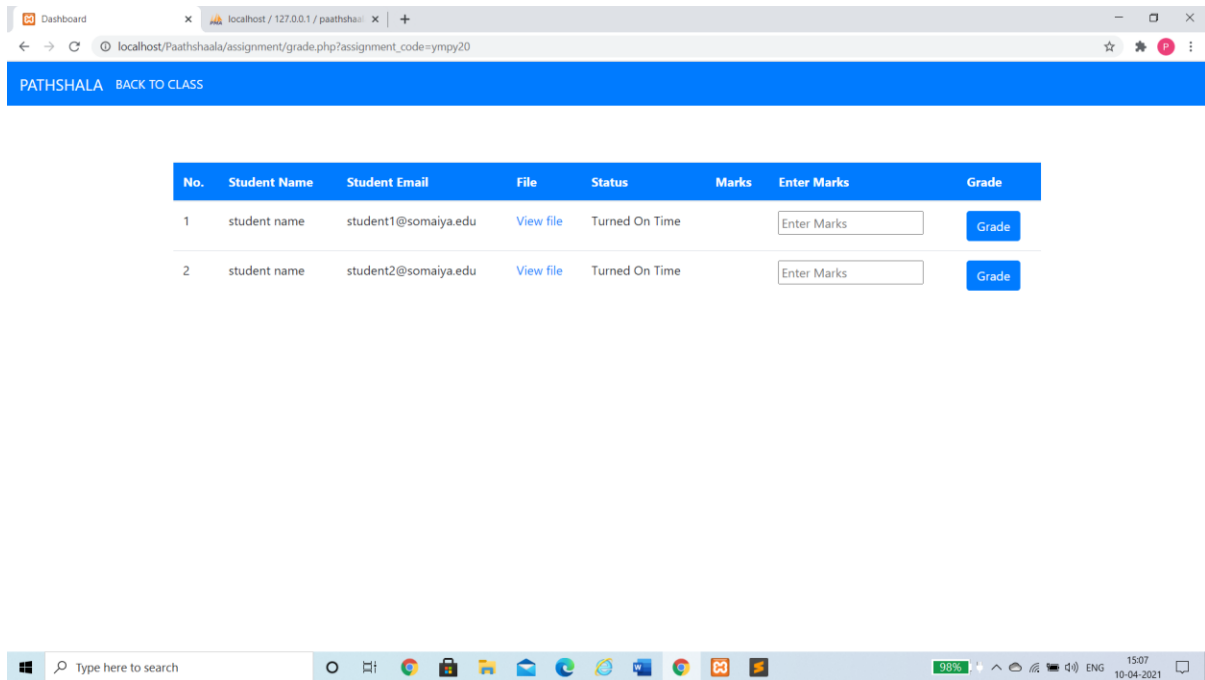 Dashboard
localhost / 127.0.0.1 / paathshaal
localhost/Paathshaala/assignment/grade.php?assignment_code=ympy20
P
PATHSHALA BACK TO CLASS
No. Student Name Student Email File Status Marks Enter Marks Grade
1 student name student1@somaiya.edu View file Turned On Time Enter Marks Grade
2 student name student2@somaiya.edu View file Turned On Time Enter Marks Grade
Type here to search
98%
ENG
15:07
10-04-2021